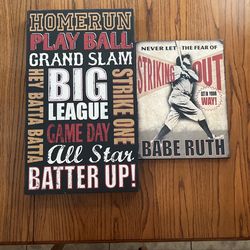 HOMERUN
PLAY BALL
GRAND SLAM
HEY BATTA BATTA
BIG
LEAGUE
STRIKE ONE
GAME DAY
All Star
BATTER UP!
NEVER LET THE FEAR OF
STRIKING OUT
GET IN YOUR
WAY!
BABE RUTH